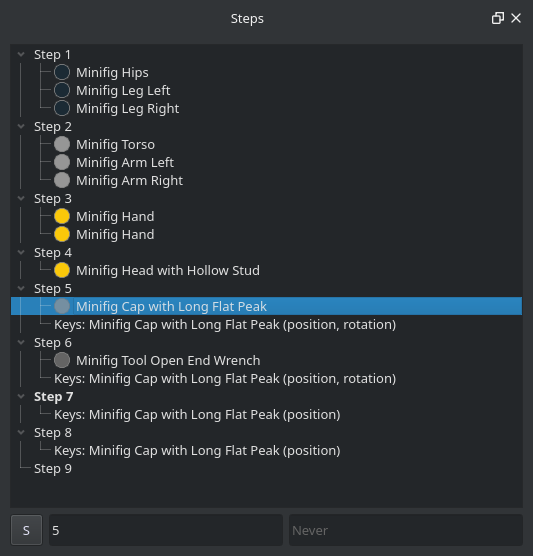 Steps
Step 1
Minifig Hips
Minifig Leg Left
Minifig Leg Right
Step 2
Minifig Torso
Minifig Arm Left
Minifig Arm Right
Step 3
Minifig Hand
Minifig Hand
Step 4
Minifig Head with Hollow Stud
Step 5
Minifig Cap with Long Flat Peak
Keys: Minifig Cap with Long Flat Peak (position, rotation)
Step 6
Minifig Tool Open End Wrench
Keys: Minifig Cap with Long Flat Peak (position, rotation)
Step 7
Keys: Minifig Cap with Long Flat Peak (position)
Step 8
Keys: Minifig Cap with Long Flat Peak (position)
Step 9
S 5 Never